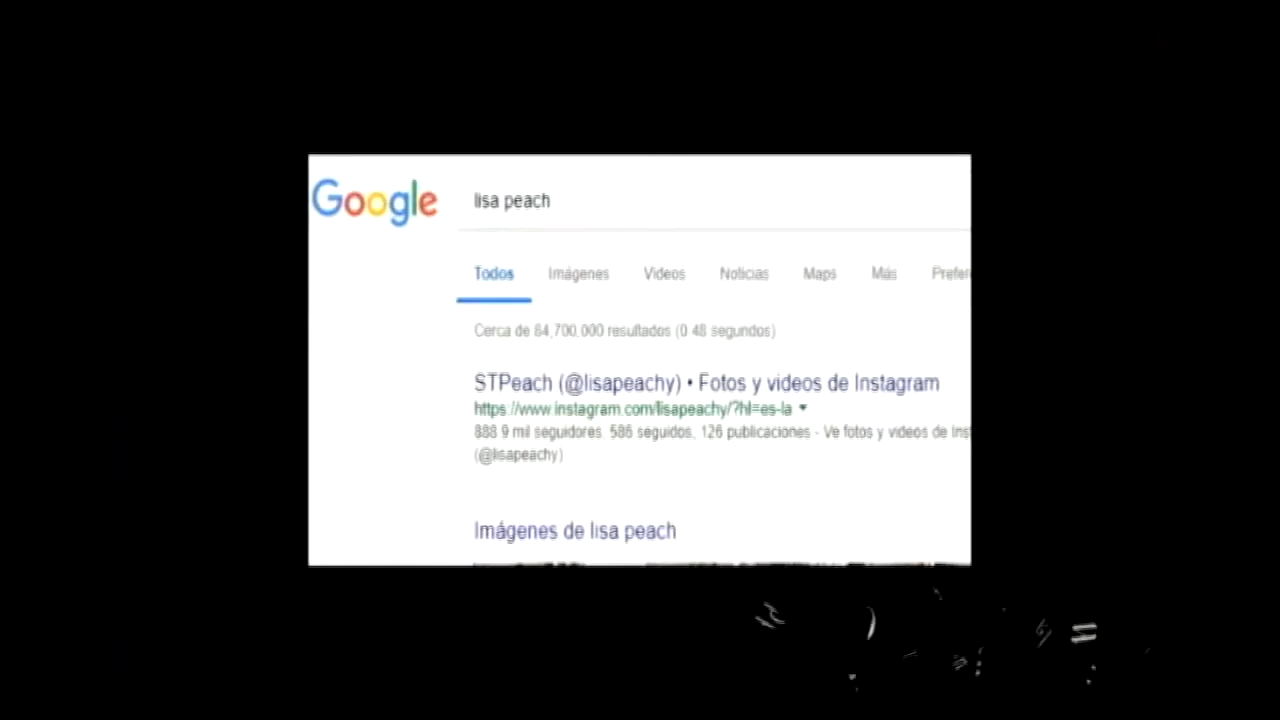 Google
lisa peach
Todos Imágenes Videos Noticias Maps Más Prefer
Cerca de 84,700,000 resultados (0.48 segundos)
STPeach (@lisapeachy) • Fotos y videos de Instagram
https://www.instagram.com/lisapeachy/?hl=es-la
888.9 mil seguidores, 586 seguidos, 126 publicaciones - Ve fotos y videos de Inst
(@lisapeachy)
Imágenes de lisa peach